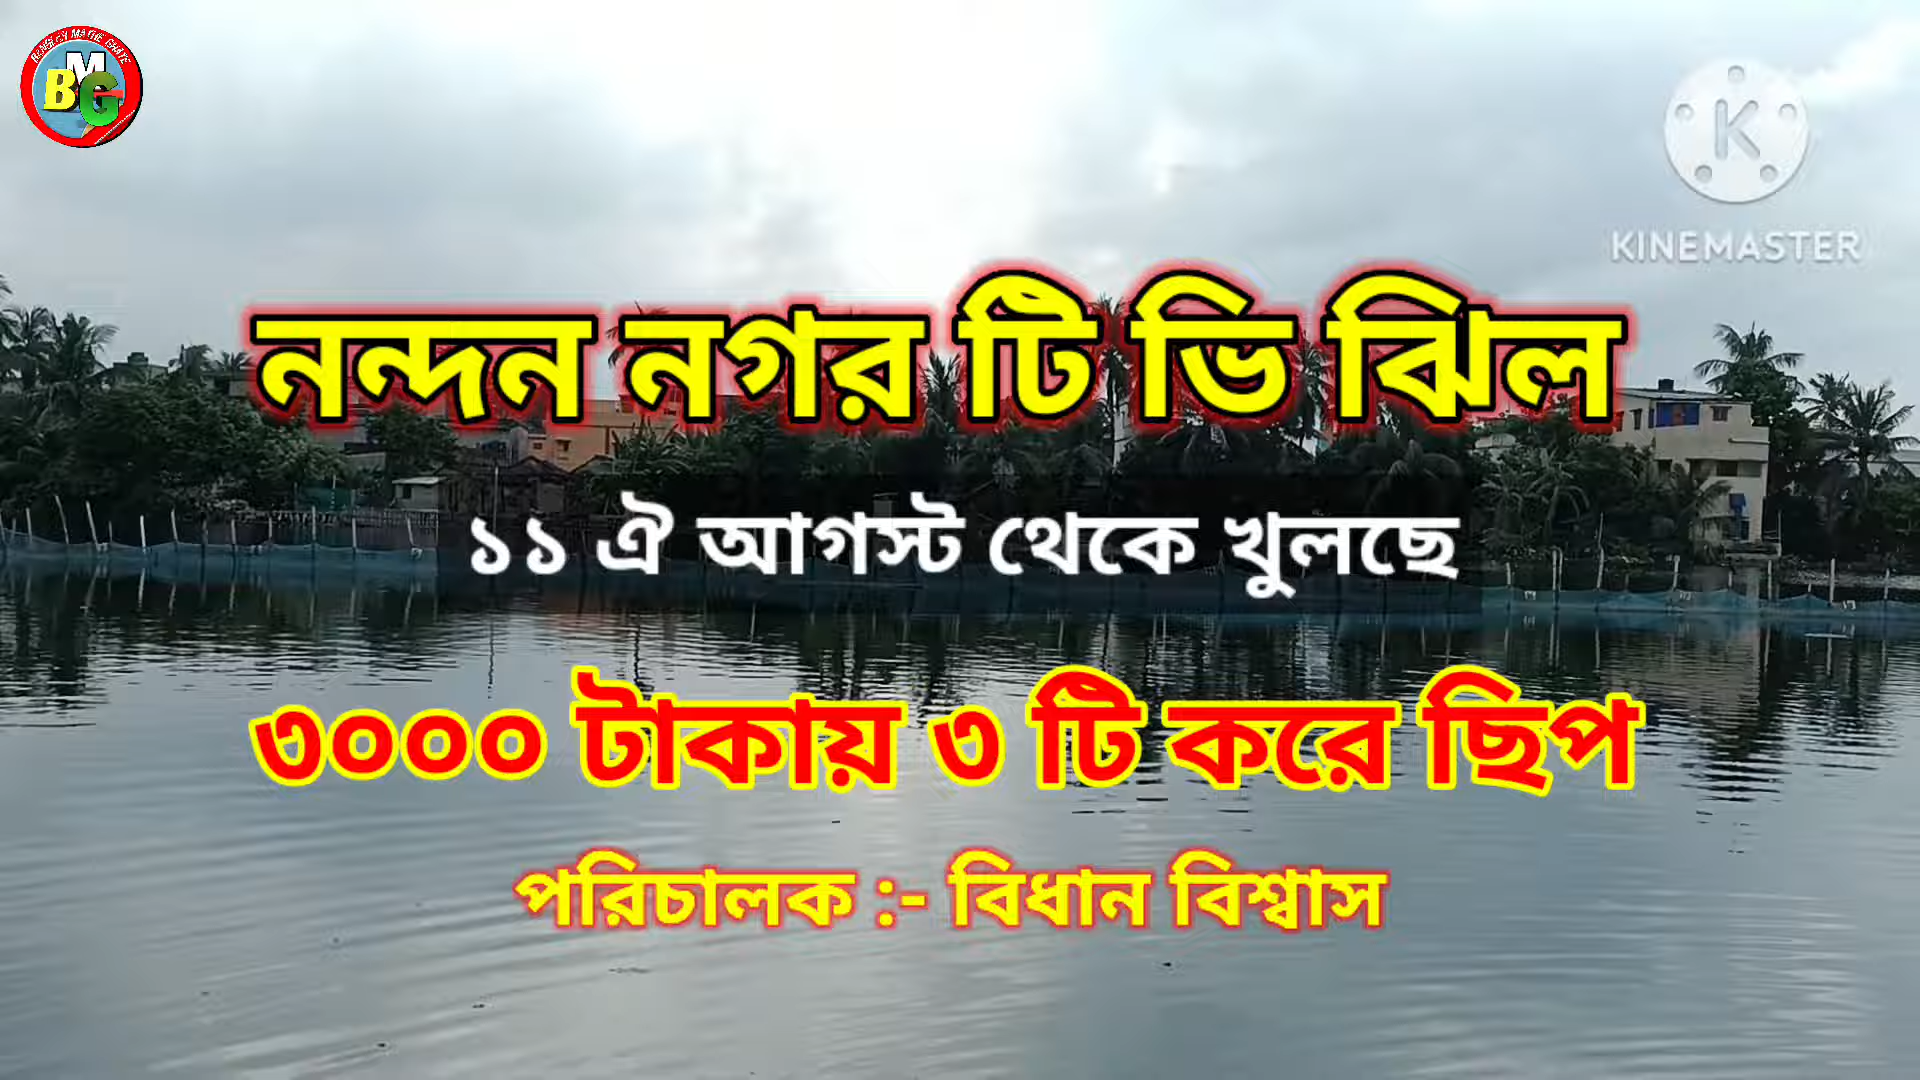 BMG
KINEMASTER
নন্দন নগর টি ভি ঝিল
১১ ঐ আগস্ট থেকে খুলছে
৩০০০ টাকায় ৩ টি করে ছিপ
পরিচালক :- বিধান বিশ্বাস